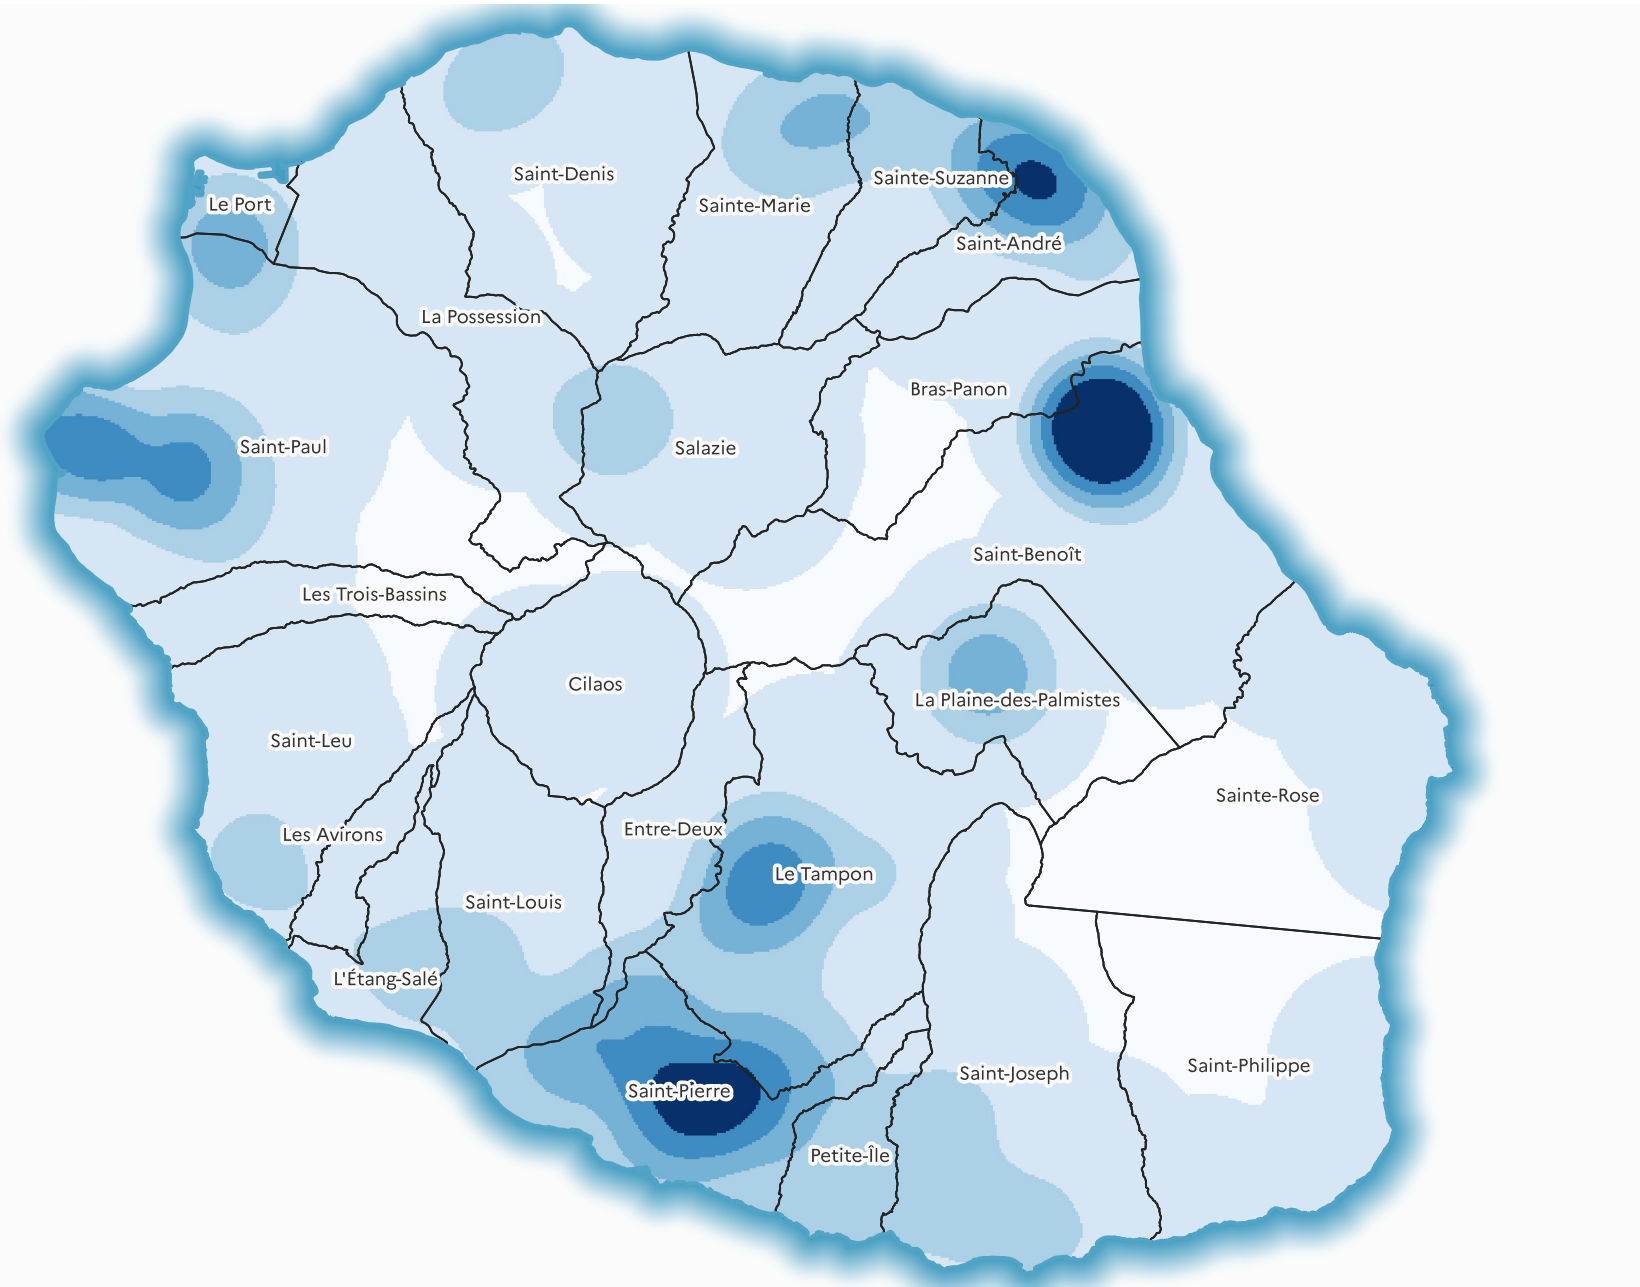 Saint-Denis
Sainte-Suzanne
Le Port
Sainte-Marie
Saint-André
La Possession
Bras-Panon
Saint-Paul
Salazie
Saint-Benoît
Les Trois-Bassins
Cilaos
La Plaine-des-Palmistes
Saint-Leu
Sainte-Rose
Les Avirons
Entre-Deux
Le Tampon
Saint-Louis
L'Étang-Salé
Saint-Philippe
Saint-Joseph
Saint-Pierre
Petite-Île